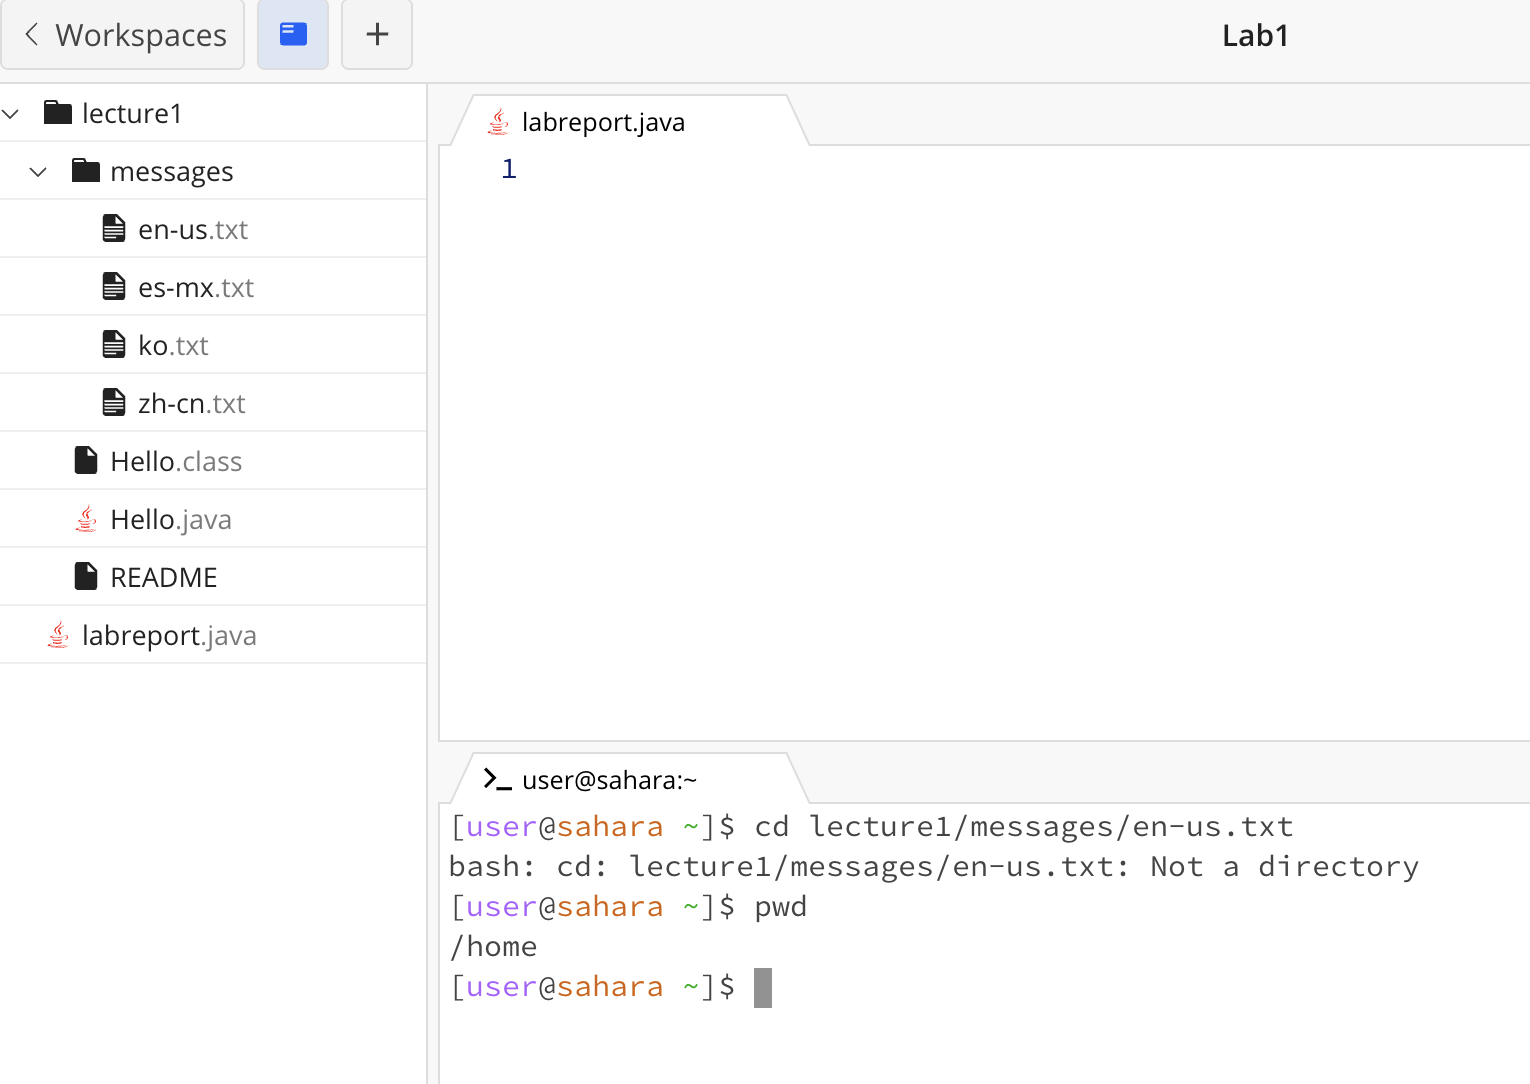 Workspaces
Lab1
lecture1
messages
en-us.txt
es-mx.txt
ko.txt
zh-cn.txt
Hello.class
Hello.java
README
labreport.java
labreport.java
1
user@sahara:~
[user@sahara ~]$ cd lecture1/messages/en-us.txt
bash: cd: lecture1/messages/en-us.txt: Not a directory
[user@sahara ~]$ pwd
/home
[user@sahara ~]$